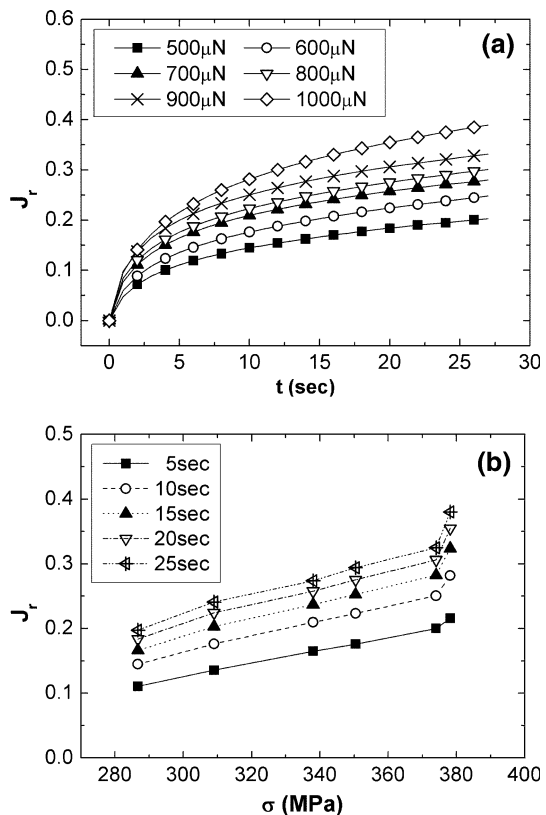 0.6
0.5
0.4
0.3
0.2
0.1
0.0
J_r
500μN 600μN
700μN 800μN
900μN 1000μN
(a)
0 5 10 15 20 25 30
t (sec)
0.5
0.4
0.3
0.2
0.1
0.0
J_r
5sec
10sec
15sec
20sec
25sec
(b)
280 300 320 340 360 380 400
σ (MPa)